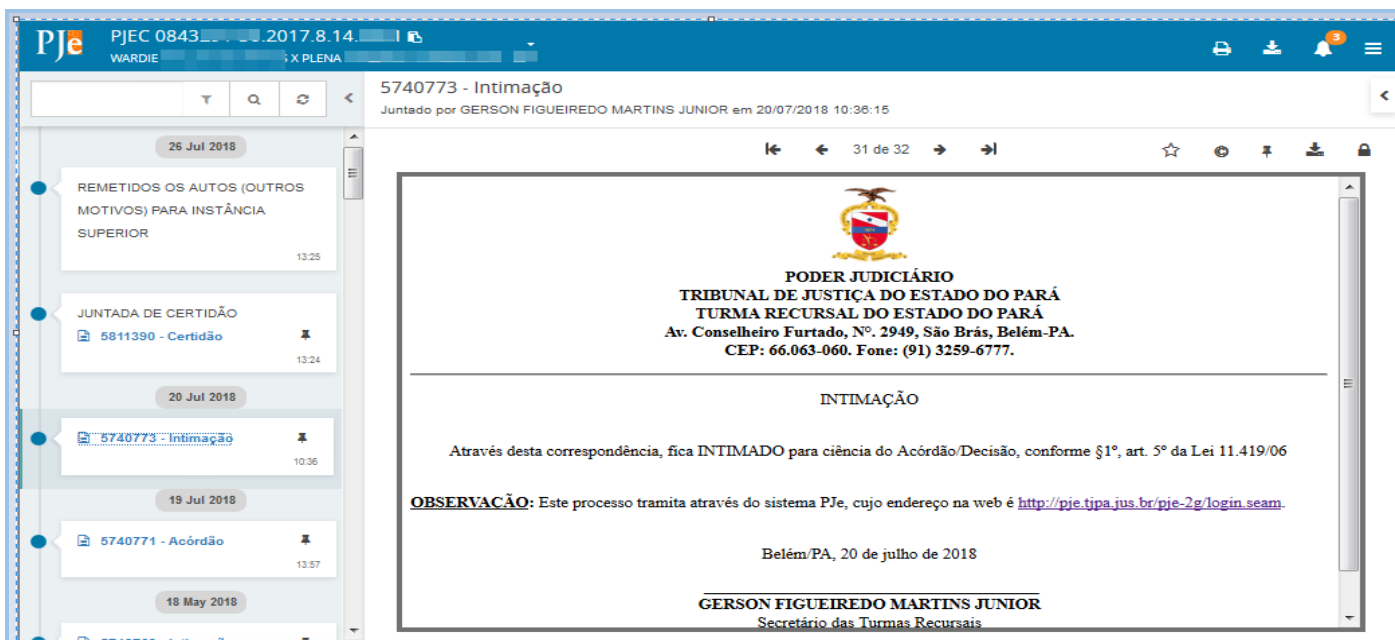 PJe
PJEC 0843 .2017.8.14.
WARDIE S X PLENA
3
5740773 - Intimação
Juntado por GERSON FIGUEIREDO MARTINS JUNIOR em 20/07/2018 10:36:15
31 de 32
26 Jul 2018
REMETIDOS OS AUTOS (OUTROS
MOTIVOS) PARA INSTÂNCIA
SUPERIOR
13:25
JUNTADA DE CERTIDÃO
5811390 - Certidão
13:24
20 Jul 2018
5740773 - Intimação
10:36
19 Jul 2018
5740771 - Acórdão
13:57
18 May 2018
PODER JUDICIÁRIO
TRIBUNAL DE JUSTIÇA DO ESTADO DO PARÁ
TURMA RECURSAL DO ESTADO DO PARÁ
Av. Conselheiro Furtado, Nº. 2949, São Brás, Belém-PA.
CEP: 66.063-060. Fone: (91) 3259-6777.
INTIMAÇÃO
Através desta correspondência, fica INTIMADO para ciência do Acórdão/Decisão, conforme §1º, art. 5º da Lei 11.419/06
OBSERVAÇÃO: Este processo tramita através do sistema PJe, cujo endereço na web é http://pje.tjpa.jus.br/pje-2g/login.seam.
Belém/PA, 20 de julho de 2018
GERSON FIGUEIREDO MARTINS JUNIOR
Secretário das Turmas Recursais